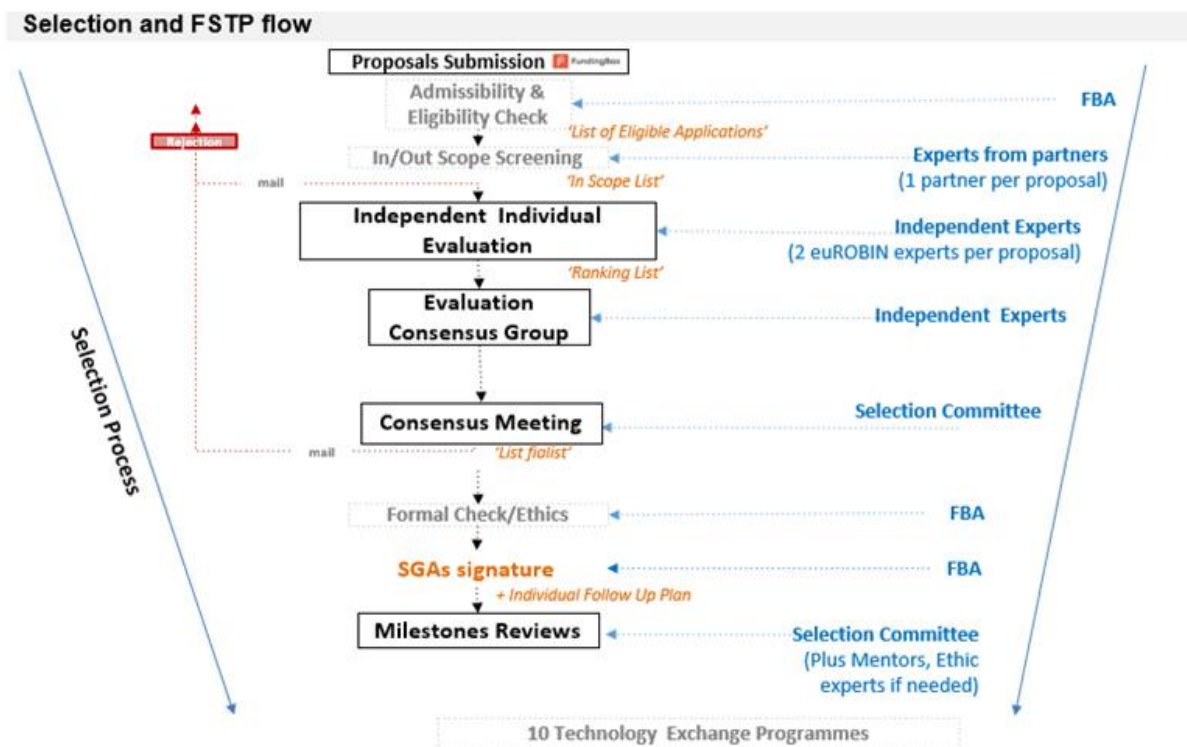 Selection and FSTP flow
Proposals Submission FundingBox
Admissibility &
Eligibility Check
FBA
'List of Eligible Applications'
Rejection
In/Out Scope Screening
Experts from partners
(1 partner per proposal)
mail
'In Scope List'
Independent Individual
Evaluation
Independent Experts
(2 euROBIN experts per proposal)
'Ranking List'
Evaluation
Consensus Group
Independent Experts
Selection Process
Consensus Meeting
Selection Committee
mail
'List fialist'
Formal Check/Ethics
FBA
SGAs signature
FBA
+ Individual Follow Up Plan
Milestones Reviews
Selection Committee
(Plus Mentors, Ethic
experts if needed)
10 Technology Exchange Programmes